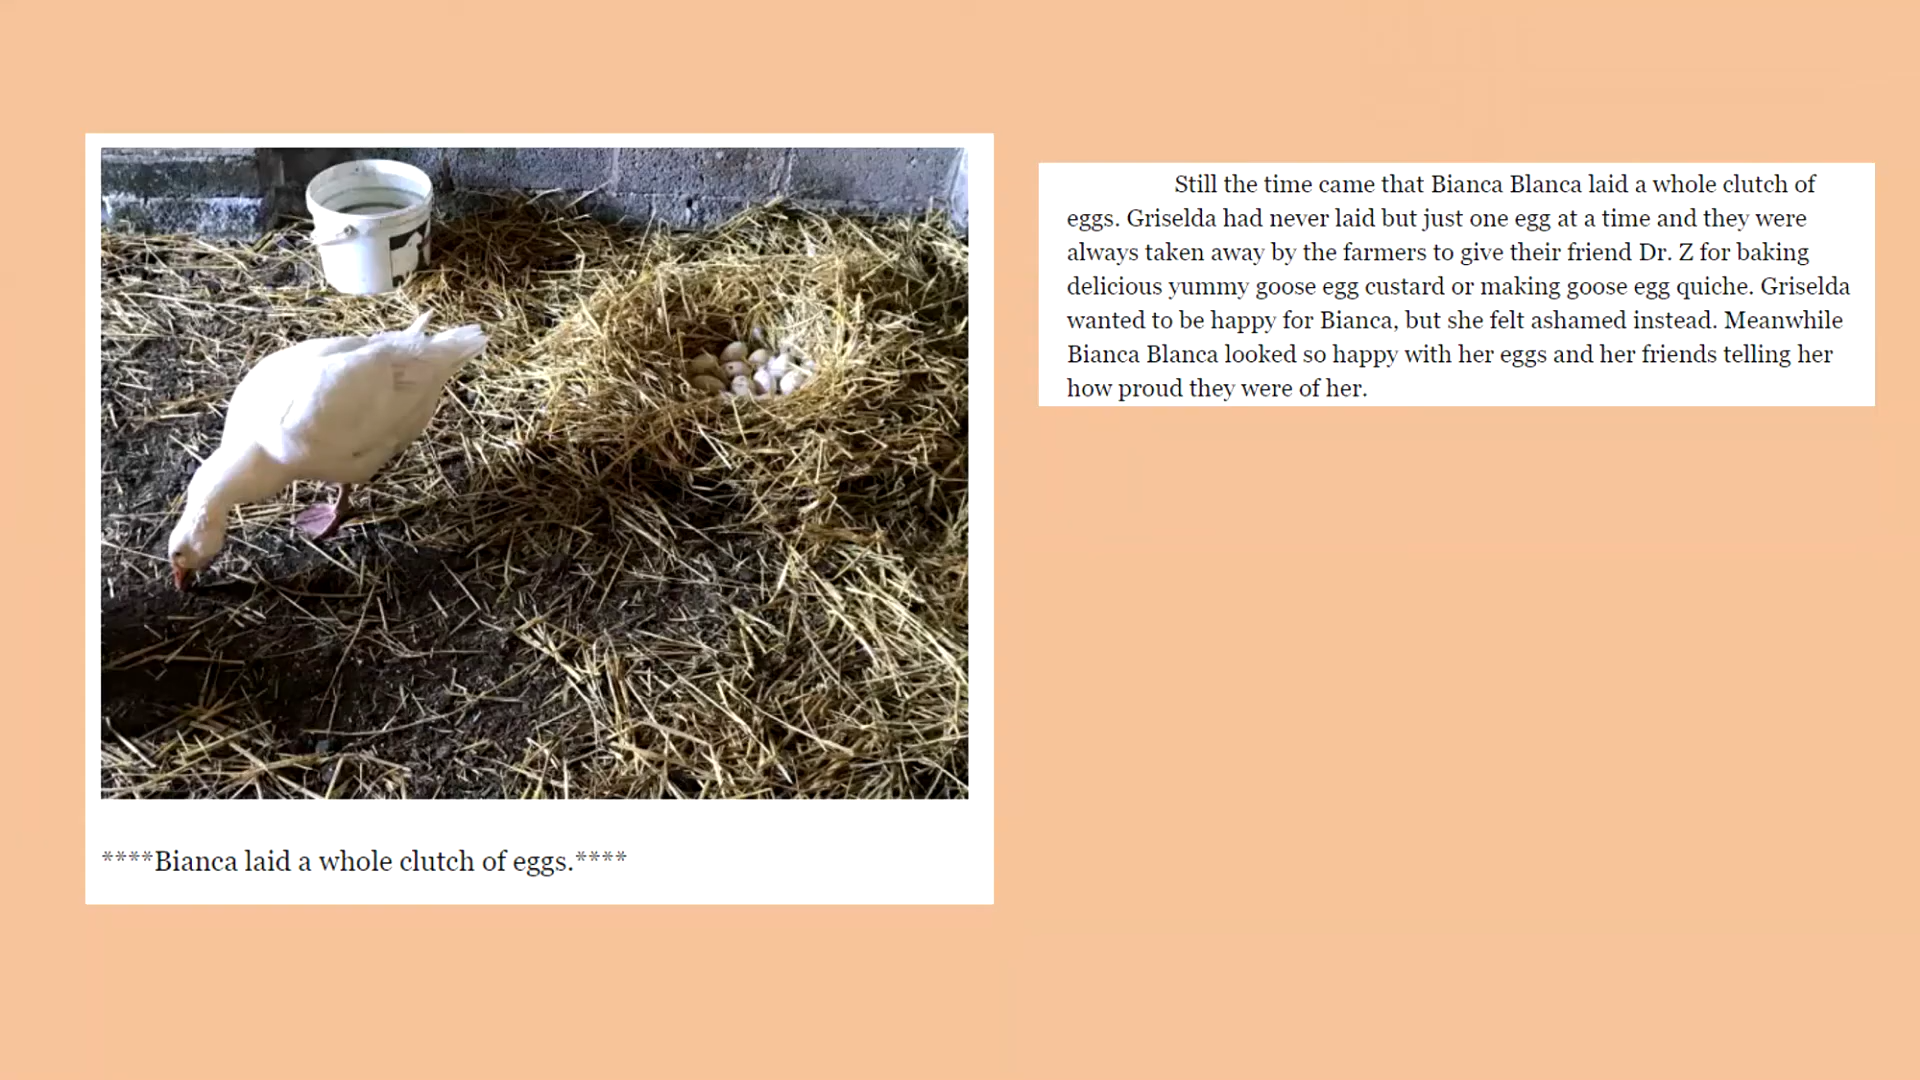 ****Bianca laid a whole clutch of eggs.****
Still the time came that Bianca Blanca laid a whole clutch of
eggs. Griselda had never laid but just one egg at a time and they were
always taken away by the farmers to give their friend Dr. Z for baking
delicious yummy goose egg custard or making goose egg quiche. Griselda
wanted to be happy for Bianca, but she felt ashamed instead. Meanwhile
Bianca Blanca looked so happy with her eggs and her friends telling her
how proud they were of her.